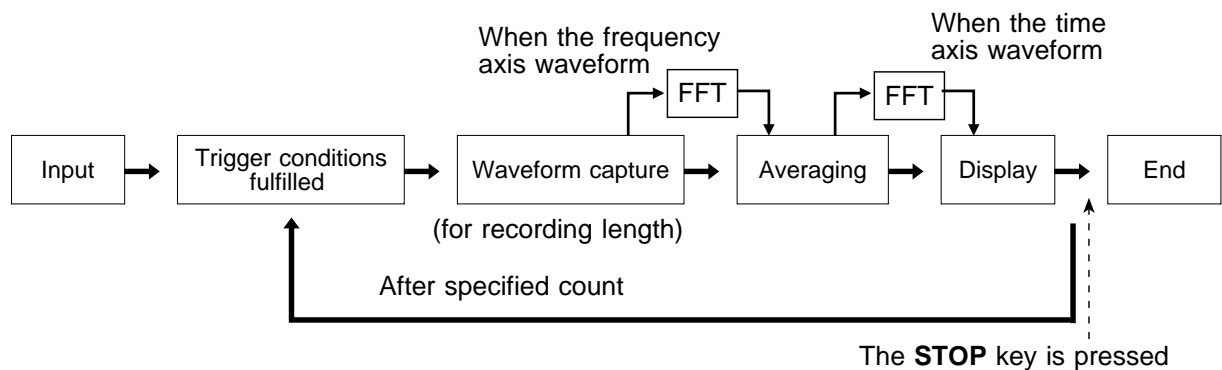 When the frequency
axis waveform
When the time
axis waveform
FFT
FFT
Input
Trigger conditions
fulfilled
Waveform capture
Averaging
Display
End
(for recording length)
After specified count
The STOP key is pressed